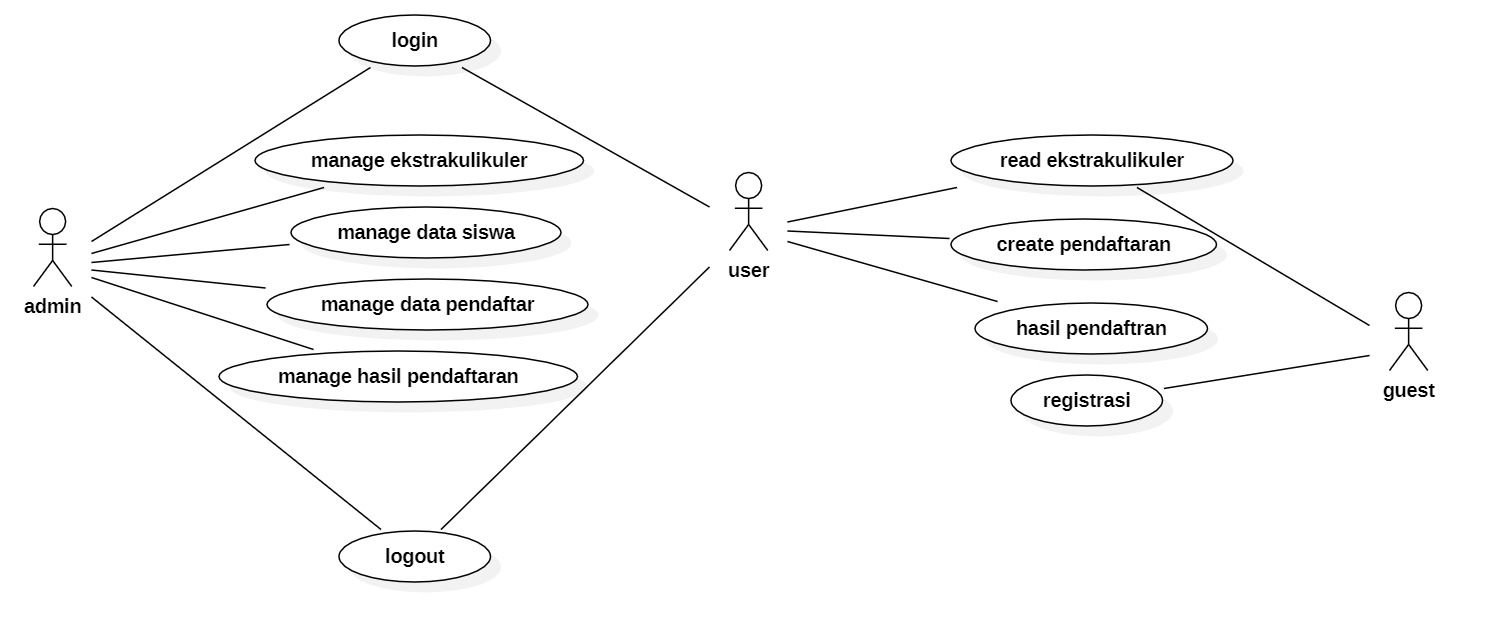 login
manage ekstrakulikuler
manage data siswa
manage data pendaftar
manage hasil pendaftaran
logout
admin
user
read ekstrakulikuler
create pendaftaran
hasil pendaftran
registrasi
guest